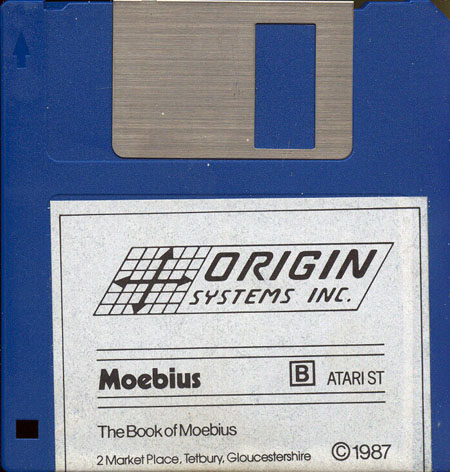 ORIGIN
SYSTEMS INC.
Moebius B ATARI ST
The Book of Moebius
2 Market Place, Tetbury, Gloucestershire ©1987